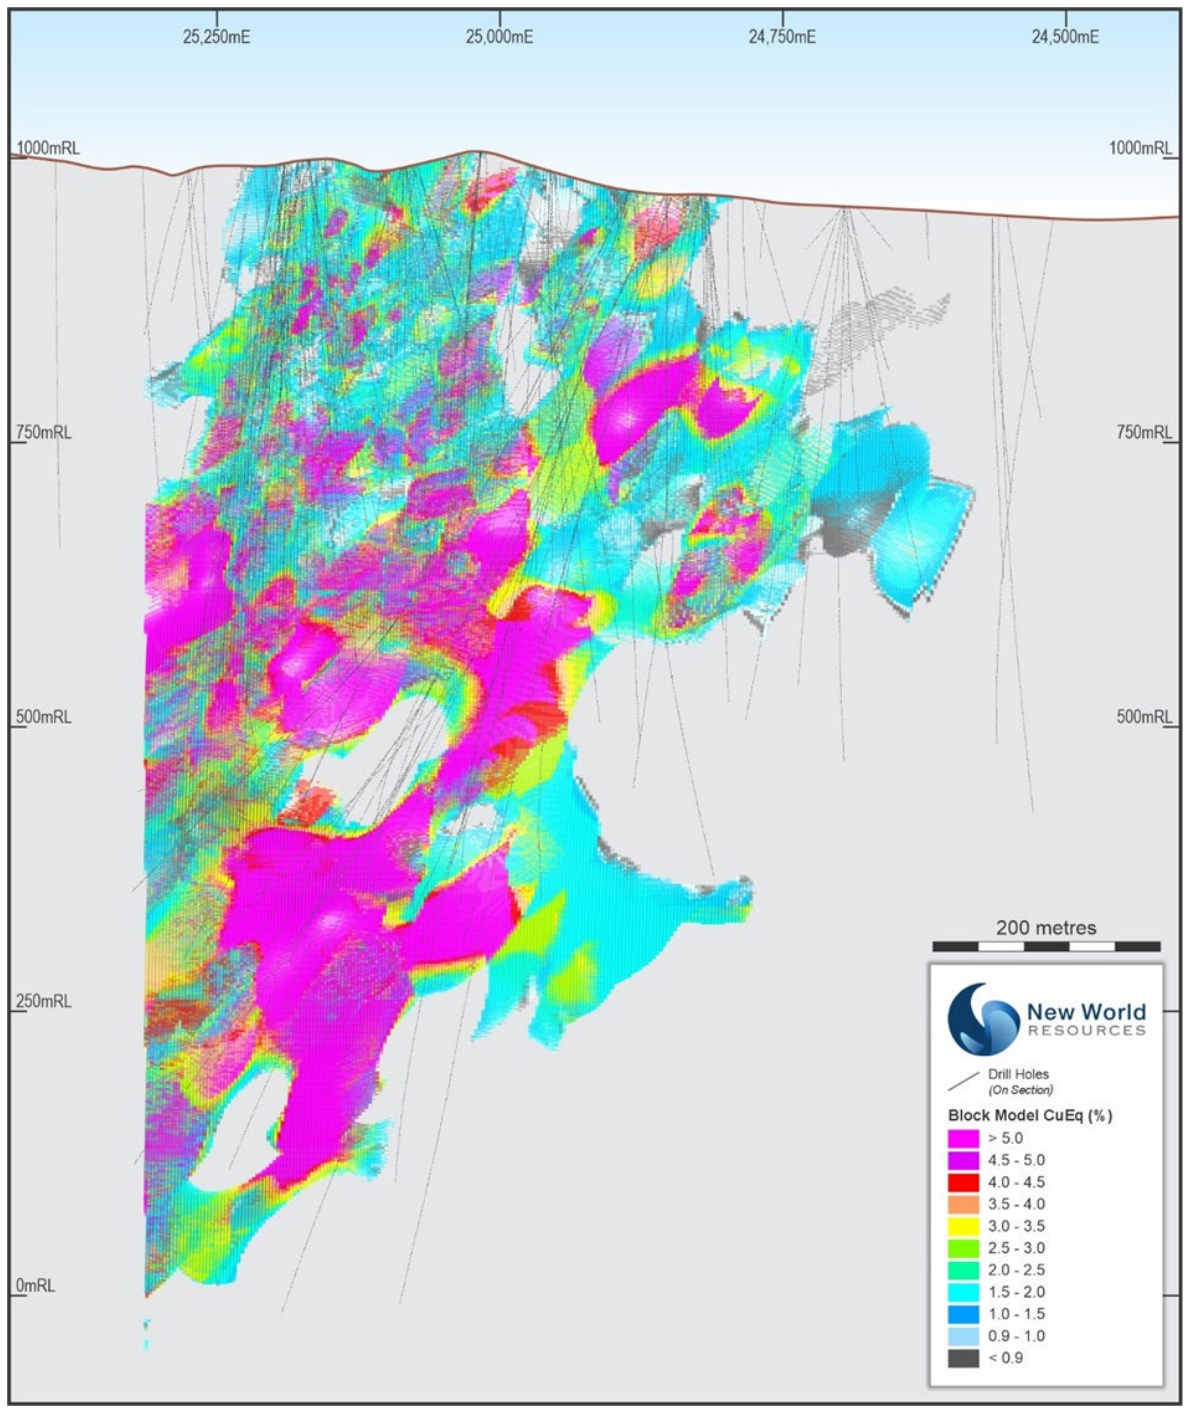 25,250mE 25,000mE 24,750mE 24,500mE
1000mRL 1000mRL
750mRL 750mRL
500mRL 500mRL
200 metres
250mRL
New World
RESOURCES
Drill Holes
(On Section)
Block Model CuEq (%)
> 5.0
4.5 - 5.0
4.0 - 4.5
3.5 - 4.0
3.0 - 3.5
2.5 - 3.0
2.0 - 2.5
0mRL
1.5 - 2.0
1.0 - 1.5
0.9 - 1.0
< 0.9